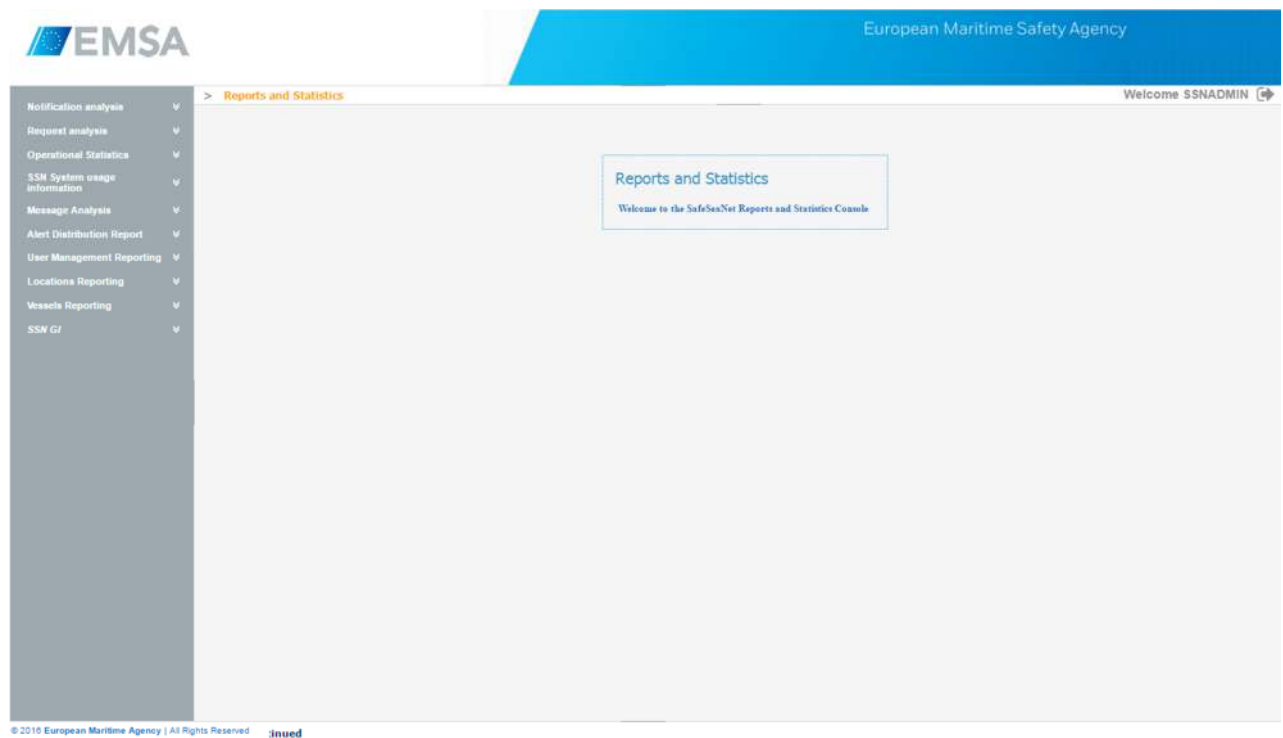 EMSA
European Maritime Safety Agency
> Reports and Statistics
Welcome SSNADMIN
Notification analysis
Request analysis
Operational Statistics
SSN System usage
information
Message Analysis
Alert Distribution Report
User Management Reporting
Locations Reporting
Vessels Reporting
SSN GI
Reports and Statistics
Welcome to the SafeSeaNet Reports and Statistics Console
© 2016 European Maritime Agency | All Rights Reserved
:inued